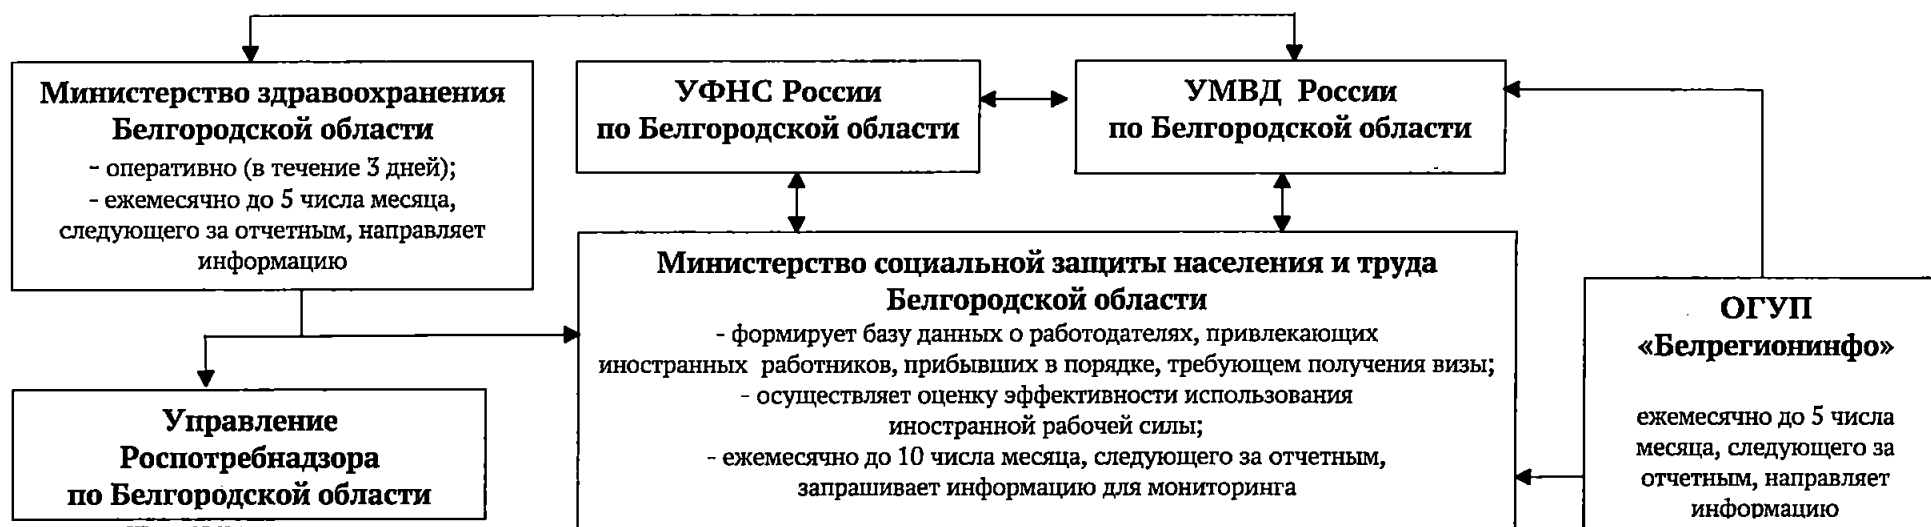 Министерство здравоохранения
Белгородской области
- оперативно (в течение 3 дней);
- ежемесячно до 5 числа месяца,
следующего за отчетным, направляет
информацию
УФНС России
по Белгородской области
УМВД России
по Белгородской области
Министерство социальной защиты населения и труда
Белгородской области
- формирует базу данных о работодателях, привлекающих
иностранных работников, прибывших в порядке, требующем получения визы;
- осуществляет оценку эффективности использования
иностранной рабочей силы;
- ежемесячно до 10 числа месяца, следующего за отчетным,
запрашивает информацию для мониторинга
ОГУП
«Белрегионинфо»
ежемесячно до 5 числа
месяца, следующего за
отчетным, направляет
информацию
Управление
Роспотребнадзора
по Белгородской области